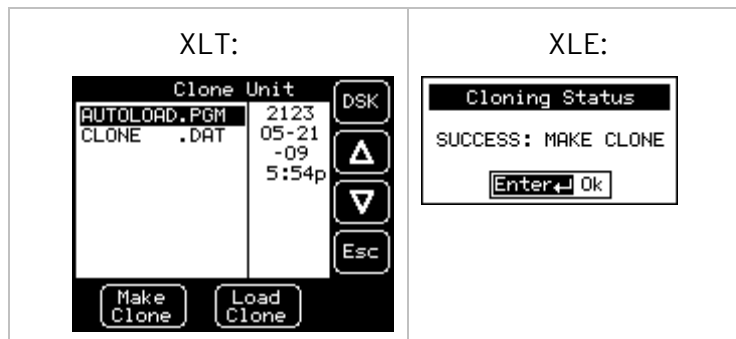 XLT:
Clone Unit
AUTOLOAD.PGM
CLONE .DAT
2123
05-21
-09
5:54p
DSK
Esc
Make
Clone
Load
Clone
XLE:
Cloning Status
SUCCESS: MAKE CLONE
Enter↵ Ok